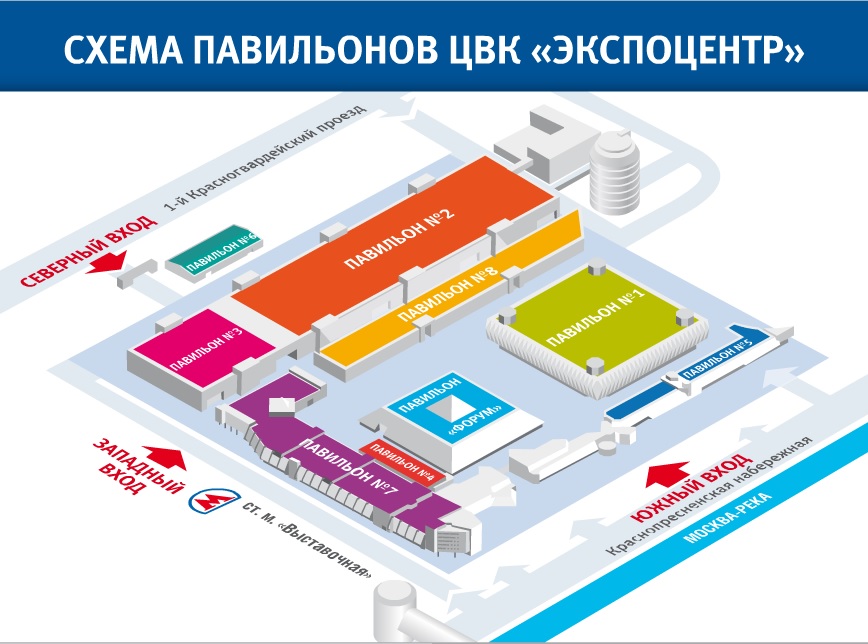 СХЕМА ПАВИЛЬОНОВ ЦВК «ЭКСПОЦЕНТР»
1-й Красногвардейский проезд
СЕВЕРНЫЙ ВХОД
ПАВИЛЬОН №6
ПАВИЛЬОН №2
ПАВИЛЬОН №8
ПАВИЛЬОН №1
ПАВИЛЬОН №3
ПАВИЛЬОН №5
ПАВИЛЬОН
«ФОРУМ»
ПАВИЛЬОН №4
ПАВИЛЬОН №7
ЗАПАДНЫЙ
ВХОД
М
ст. м. «Выставочная»
ЮЖНЫЙ ВХОД
Краснопресненская набережная
МОСКВА-РЕКА